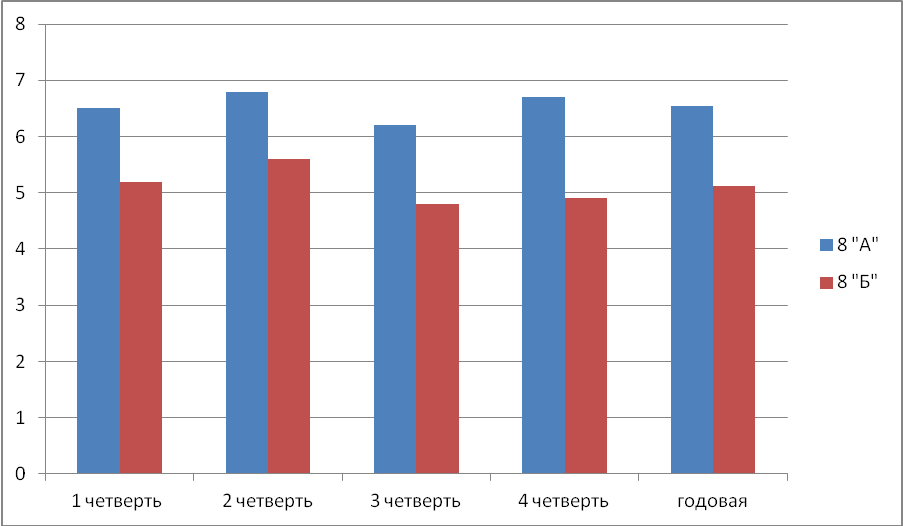 8
7
6
5
4
3
2
1
0
1 четверть
2 четверть
3 четверть
4 четверть
годовая
8 "А"
8 "Б"